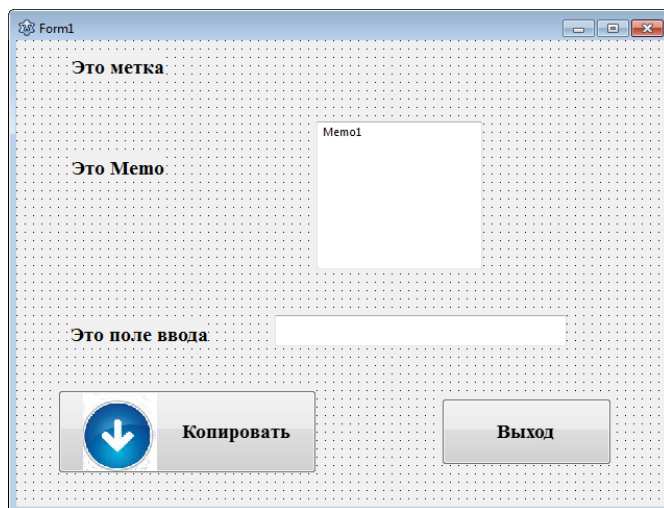 Form1
Это метка
Memo1
Это Memo
Это поле ввода
Копировать
Выход